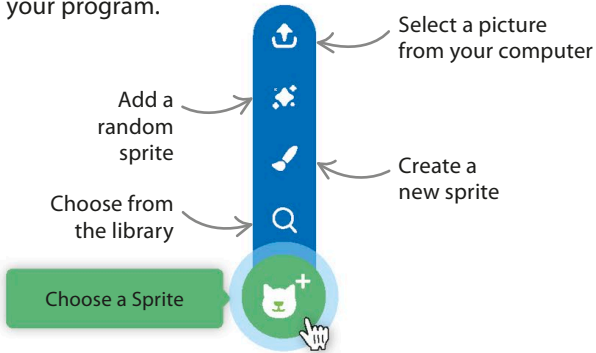 your program.
Select a picture
from your computer
Add a
random
sprite
Create a
new sprite
Choose from
the library
Choose a Sprite